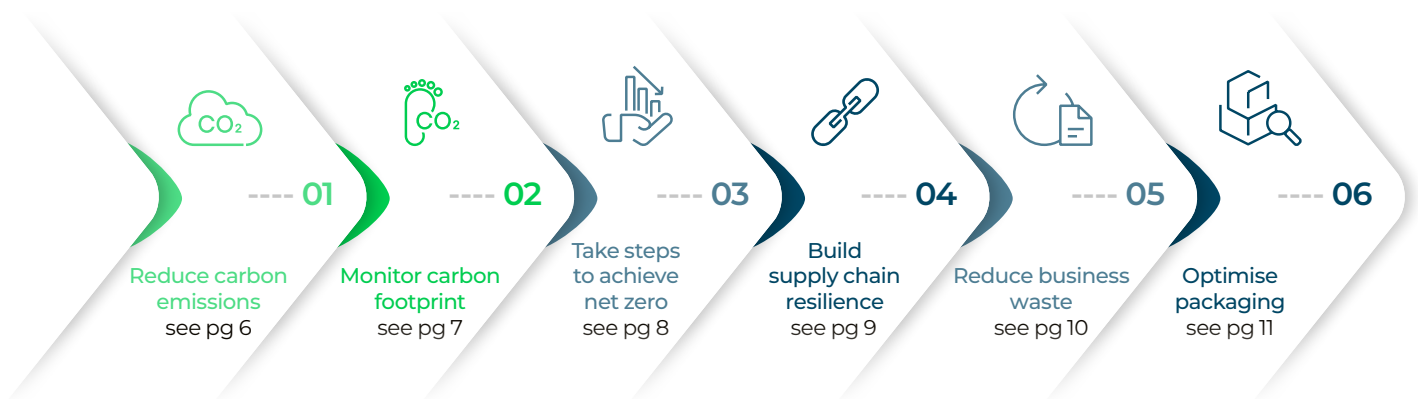 CO₂
01
Reduce carbon
emissions
see pg 6
CO₂
02
Monitor carbon
footprint
see pg 7
03
Take steps
to achieve
net zero
see pg 8
04
Build
supply chain
resilience
see pg 9
05
Reduce business
waste
see pg 10
06
Optimise
packaging
see pg 11